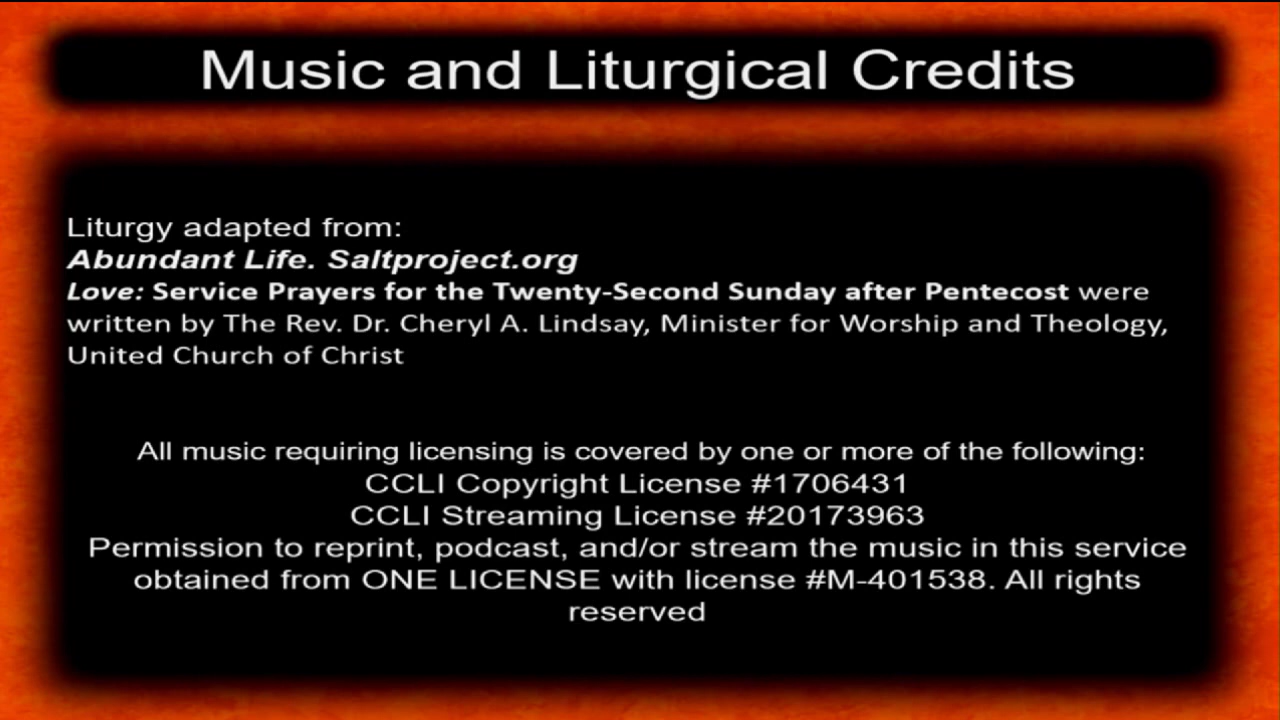 Music and Liturgical Credits
Liturgy adapted from:
Abundant Life. Saltproject.org
Love: Service Prayers for the Twenty-Second Sunday after Pentecost were
written by The Rev. Dr. Cheryl A. Lindsay, Minister for Worship and Theology,
United Church of Christ
All music requiring licensing is covered by one or more of the following:
CCLI Copyright License #1706431
CCLI Streaming License #20173963
Permission to reprint, podcast, and/or stream the music in this service
obtained from ONE LICENSE with license #M-401538. All rights
reserved